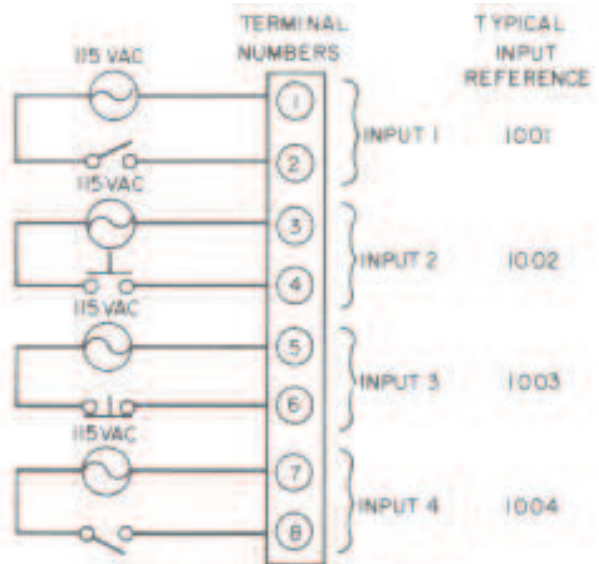 TERMINAL NUMBERS
TYPICAL INPUT REFERENCE
115 VAC
1
2
INPUT 1
1001
115 VAC
3
4
INPUT 2
1002
115 VAC
5
6
INPUT 3
1003
115 VAC
7
8
INPUT 4
1004